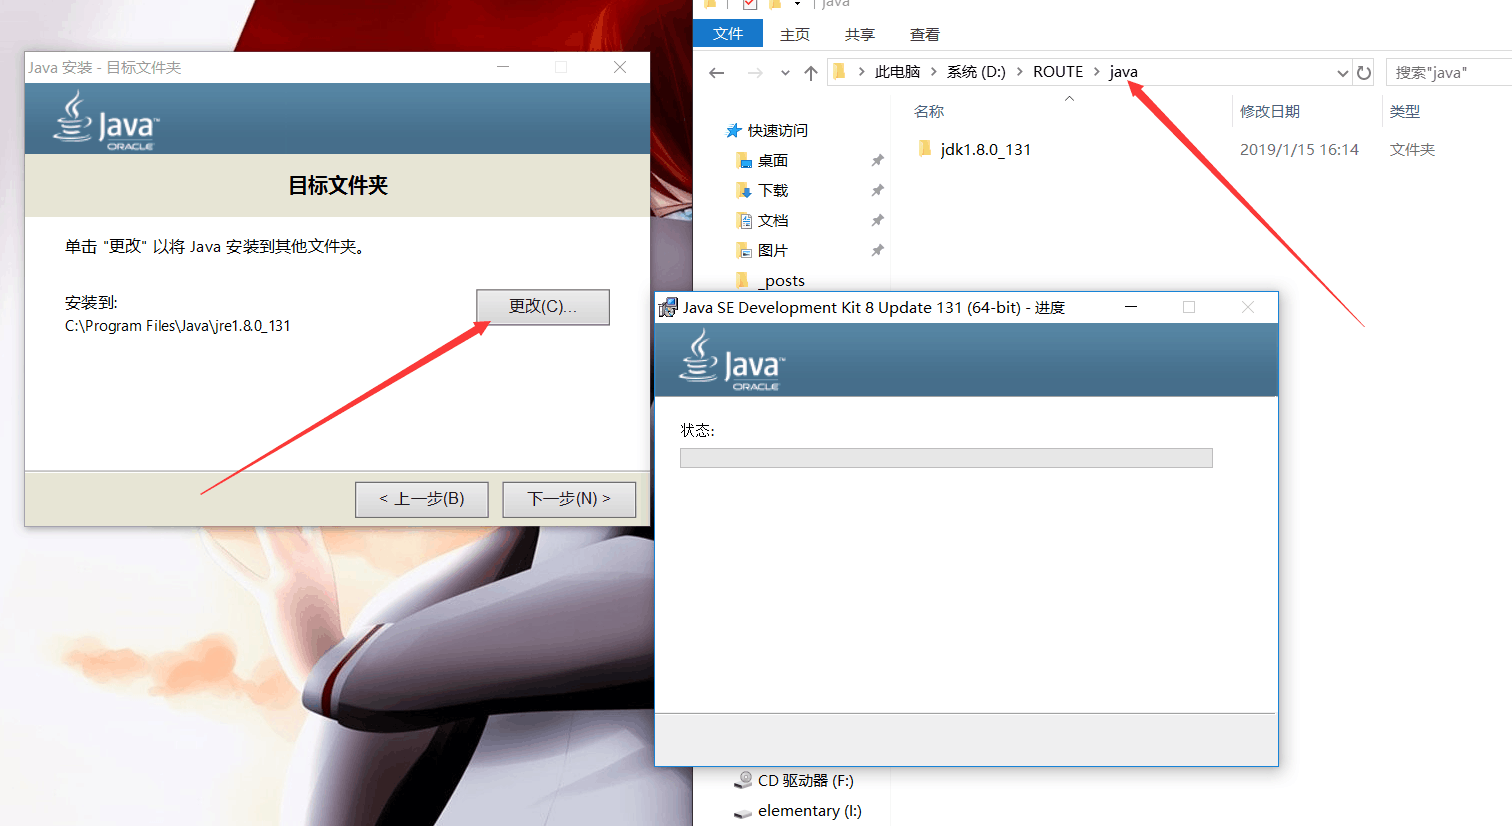 Java 安装 - 目标文件夹
Java™
ORACLE
目标文件夹
单击 "更改" 以将 Java 安装到其他文件夹。
安装到:
更改(C)...
C:\Program Files\Java\jre1.8.0_131
< 上一步(B)
下一步(N) >
java
文件
主页
共享
查看
此电脑
系统 (D:)
ROUTE
java
搜索"java"
名称
修改日期
类型
快速访问
桌面
下载
文档
图片
_posts
jdk1.8.0_131
2019/1/15 16:14
文件夹
Java SE Development Kit 8 Update 131 (64-bit) - 进度
Java™
ORACLE
状态:
CD 驱动器 (F:)
elementary (I:)